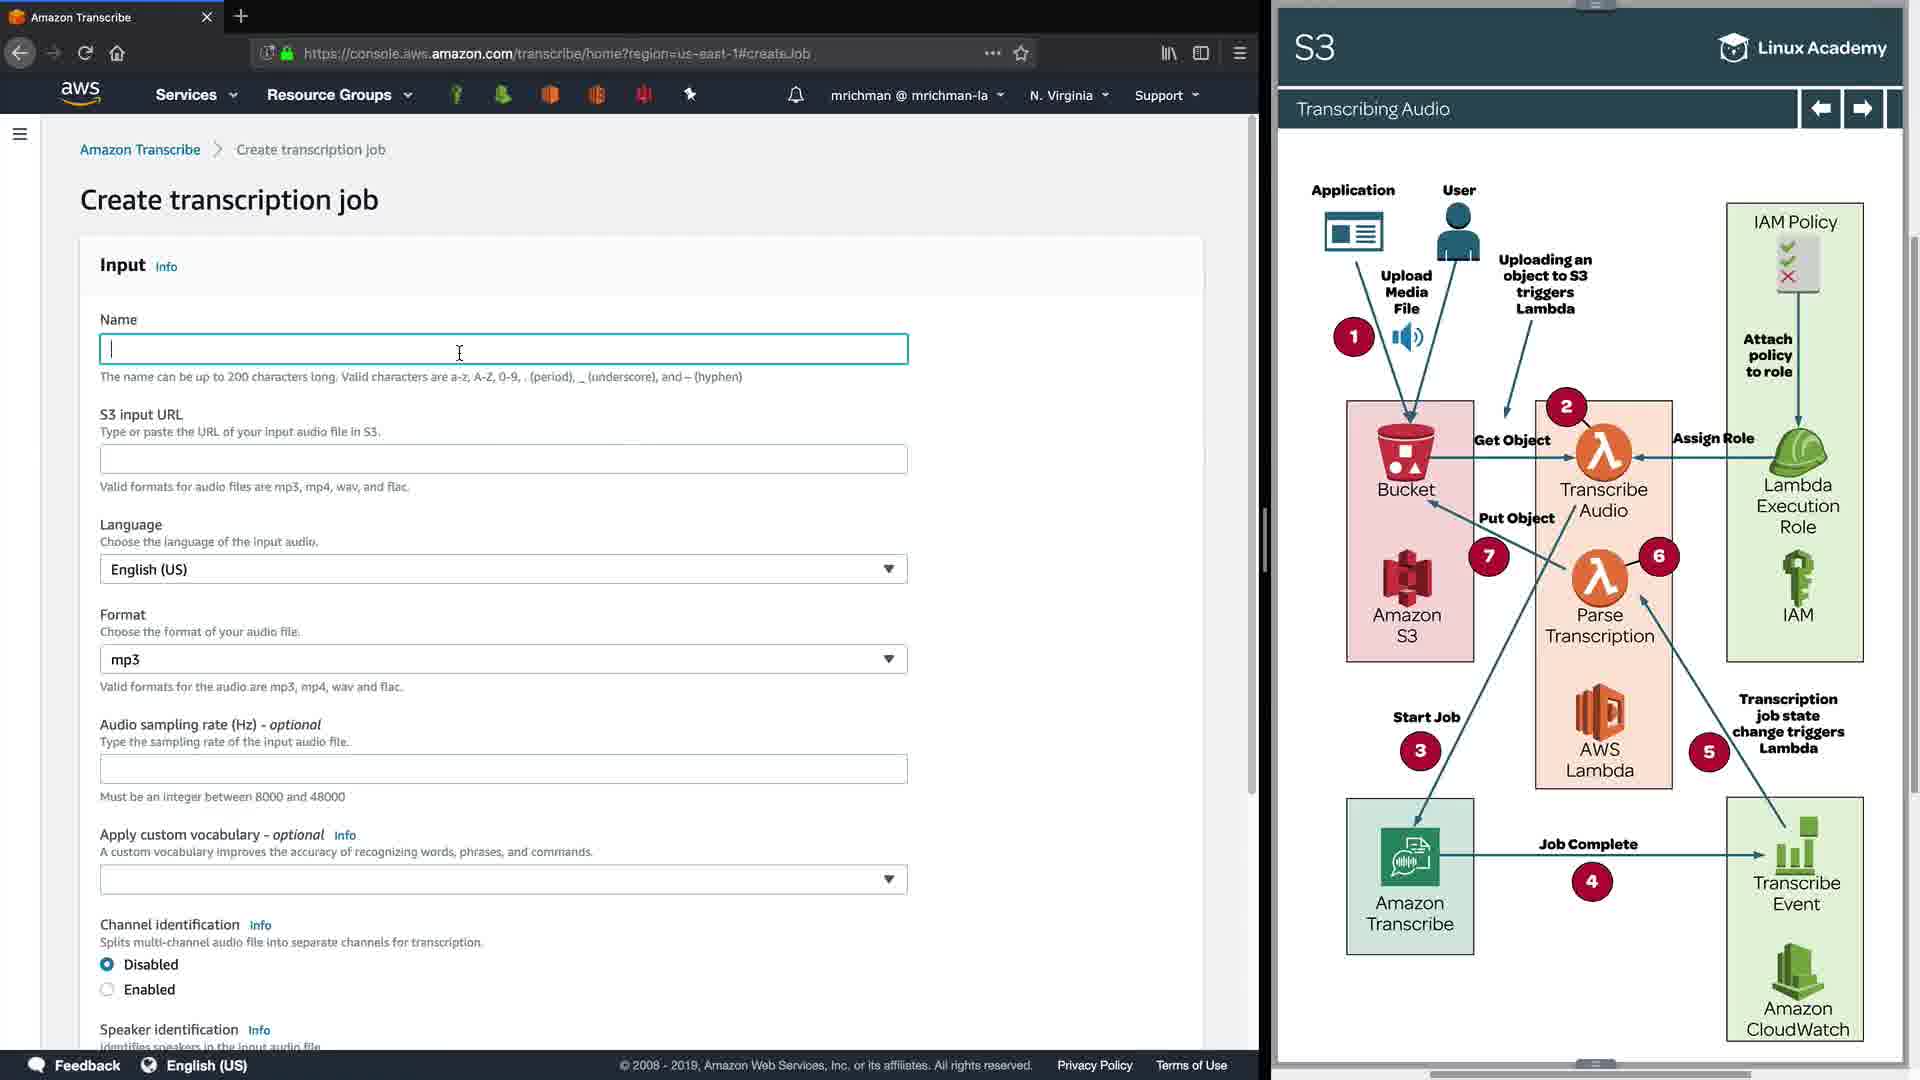 Amazon Transcribe
https://console.aws.amazon.com/transcribe/home?region=us-east-1#createJob
aws
Services
Resource Groups
mrichman @ mrichman-la
N. Virginia
Support
Amazon Transcribe
Create transcription job
Create transcription job
Input Info
Name
The name can be up to 200 characters long. Valid characters are a-z, A-Z, 0-9, . (period), _ (underscore), and – (hyphen)
S3 input URL
Type or paste the URL of your input audio file in S3.
Valid formats for audio files are mp3, mp4, wav, and flac.
Language
Choose the language of the input audio.
English (US)
Format
Choose the format of your audio file.
mp3
Valid formats for the audio are mp3, mp4, wav and flac.
Audio sampling rate (Hz) - optional
Type the sampling rate of the input audio file.
Must be an integer between 8000 and 48000
Apply custom vocabulary - optional Info
A custom vocabulary improves the accuracy of recognizing words, phrases, and commands.
Channel identification Info
Splits multi-channel audio file into separate channels for transcription.
Disabled
Enabled
Speaker identification Info
Identifies speakers in the input audio file
Feedback
English (US)
© 2008 - 2019, Amazon Web Services, Inc. or its affiliates. All rights reserved.
Privacy Policy
Terms of Use
S3
Linux Academy
Transcribing Audio
Application
User
Upload
Media
File
1
Uploading an
object to S3
triggers
Lambda
IAM Policy
Attach
policy
to role
2
Get Object
Assign Role
Bucket
Transcribe
Audio
Lambda
Execution
Role
Put Object
7
6
Amazon
S3
Parse
Transcription
IAM
Start Job
3
AWS
Lambda
Transcription
job state
change triggers
Lambda
5
Job Complete
4
Amazon
Transcribe
Transcribe
Event
Amazon
CloudWatch